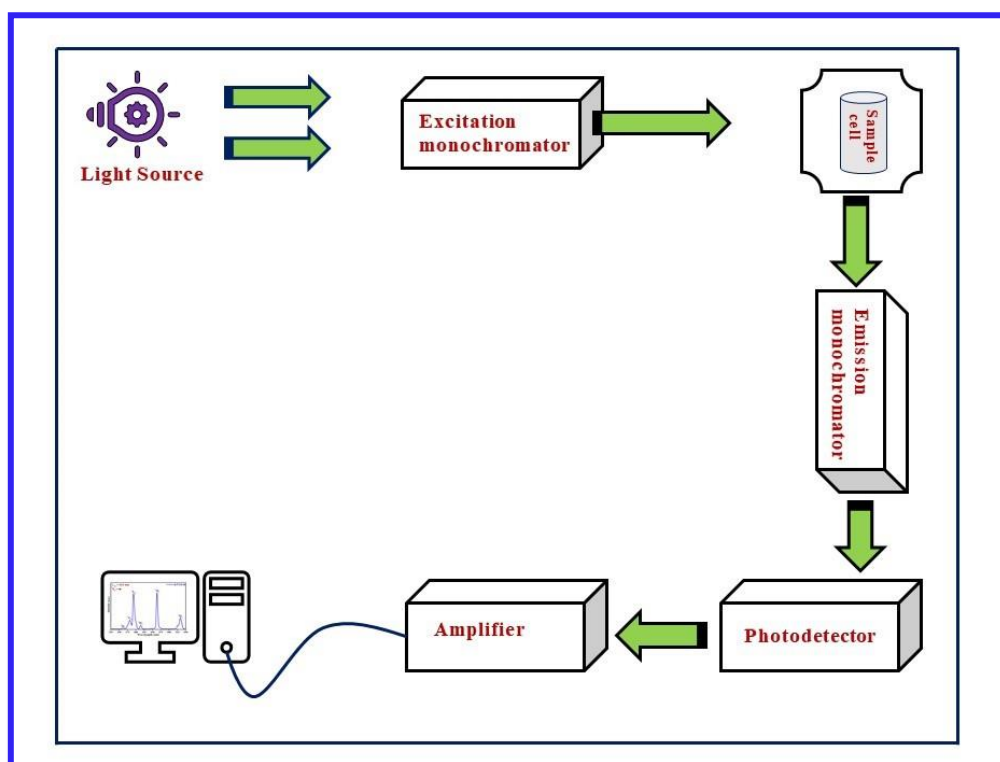 Light Source
Excitation
monochromator
Sample
cell
Emission
monochromator
Photodetector
Amplifier